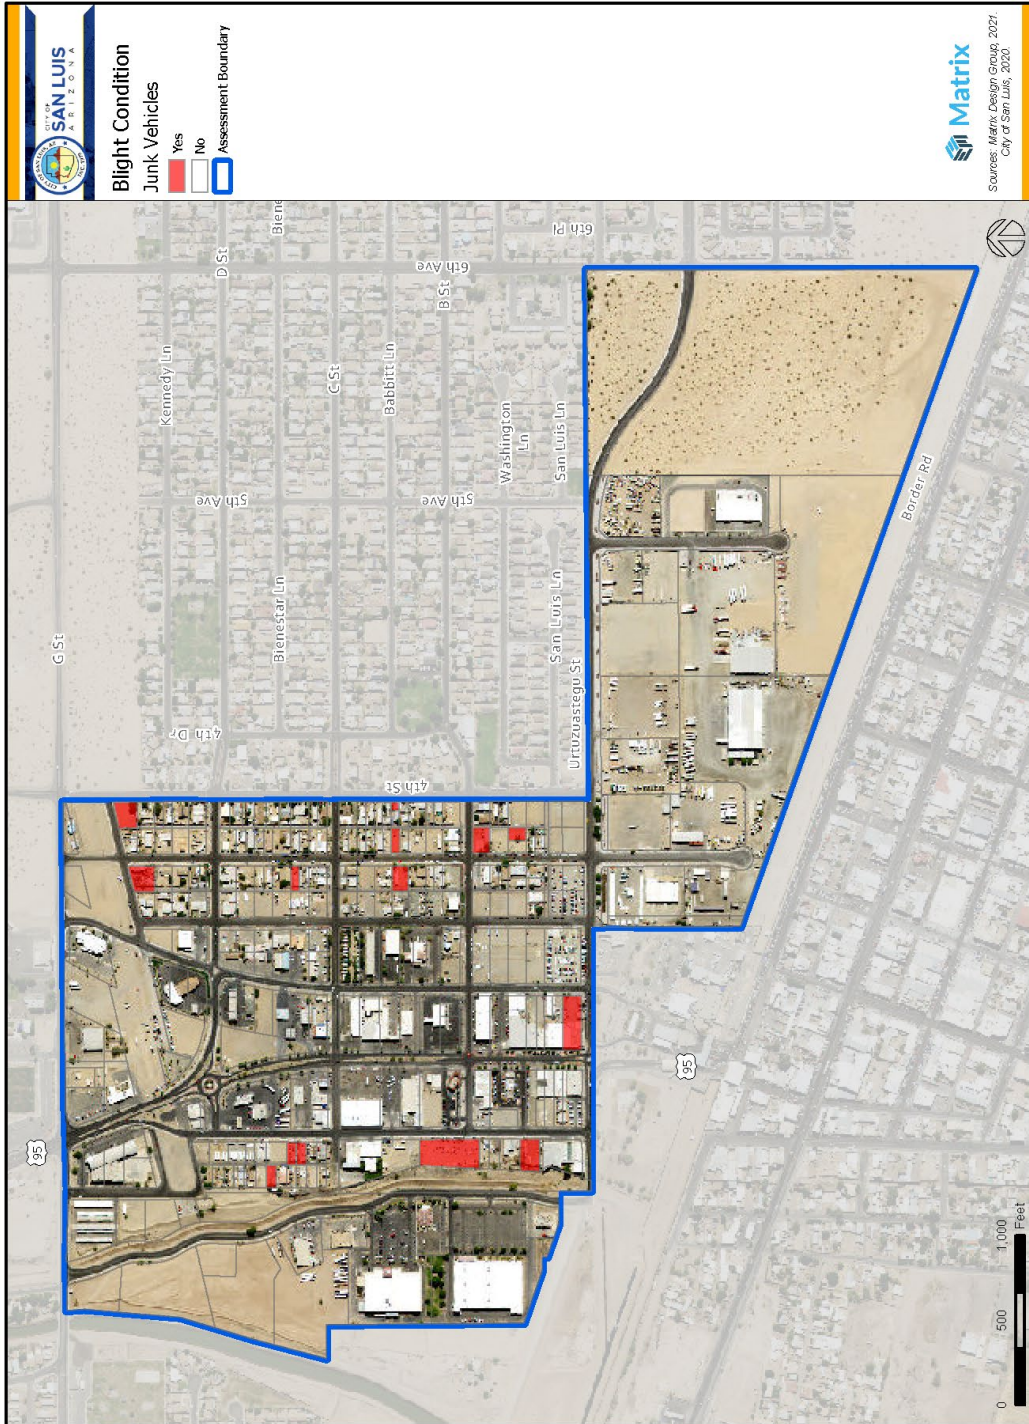 CITY OF
SAN LUIS
ARIZONA
Blight Condition
Junk Vehicles
Yes
No
Assessment Boundary
Matrix
Sources: Matrix Design Group, 2021.
City of San Luis, 2020.
G St
Kennedy Ln
D St
Biene
Bienestar Ln
C St
Babbitt Ln
B St
Washington
Ln
San Luis Ln
San Luis Ln
Urtuzuastegu St
6th Ave
6th Pl
5th Ave
5th Ave
4th Dr
4th St
Border Rd
95
95
0
500
1,000
Feet